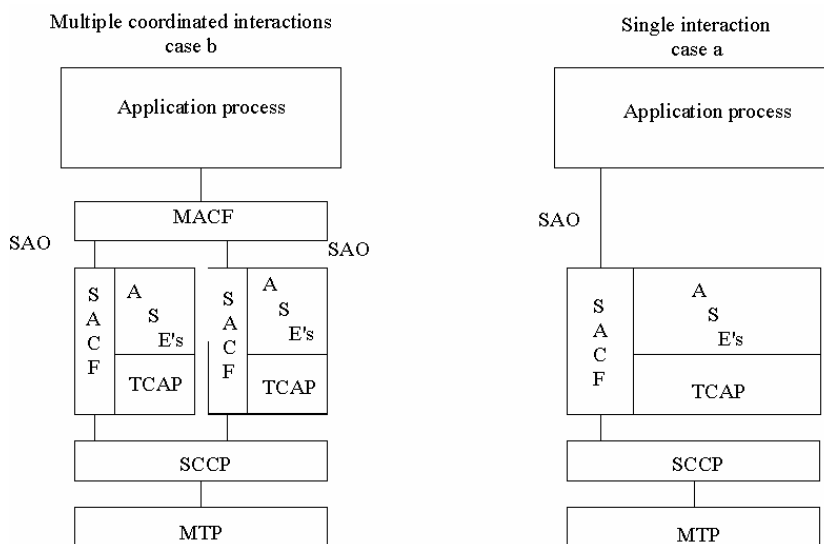 Multiple coordinated interactions
case b
Application process
MACF
SAO
SAO
S
A
C
F
A
S
E's
TCAP
S
A
C
F
A
S
E's
TCAP
SCCP
MTP
Single interaction
case a
Application process
SAO
S
A
C
F
A
S
E's
TCAP
SCCP
MTP